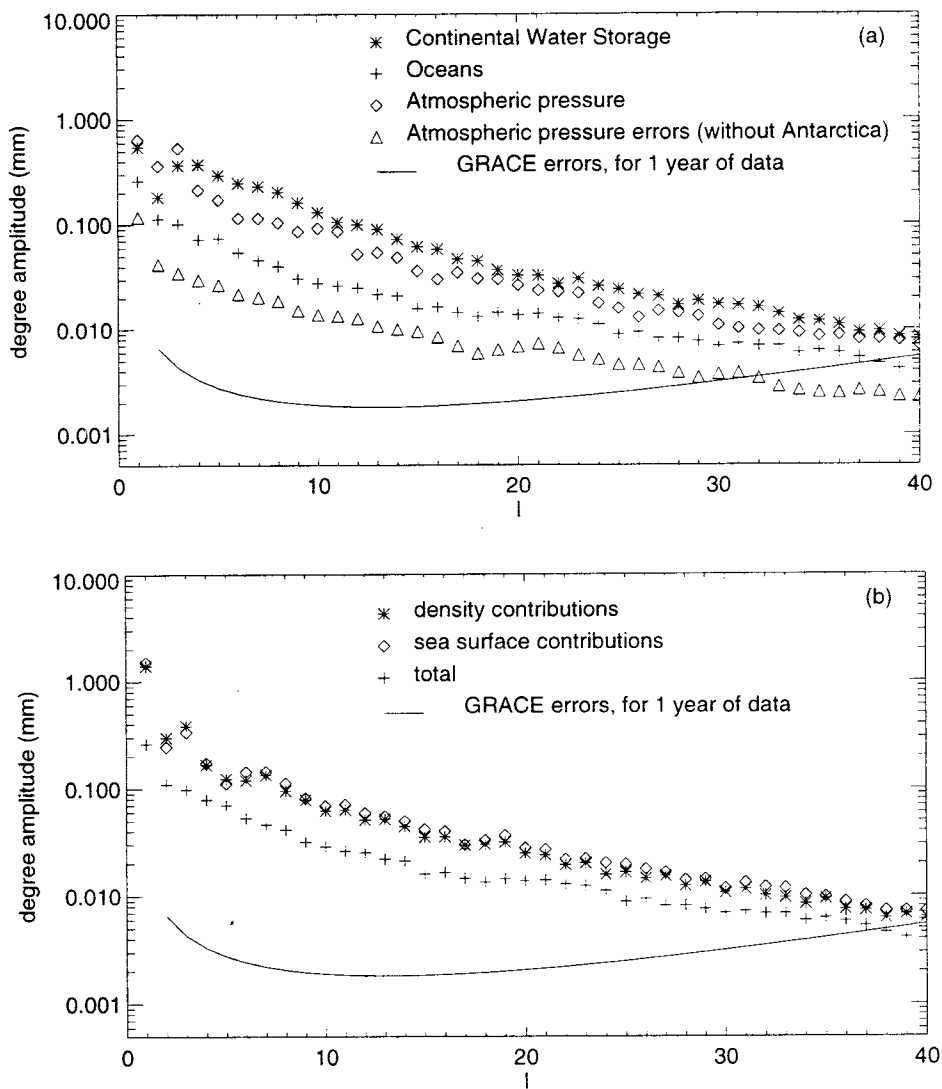 10.000
1.000
0.100
0.010
0.001
degree amplitude (mm)
(a)
Continental Water Storage
Oceans
Atmospheric pressure
Atmospheric pressure errors (without Antarctica)
GRACE errors, for 1 year of data
0 10 20 30 40
l
10.000
1.000
0.100
0.010
0.001
degree amplitude (mm)
(b)
density contributions
sea surface contributions
total
GRACE errors, for 1 year of data
0 10 20 30 40
l